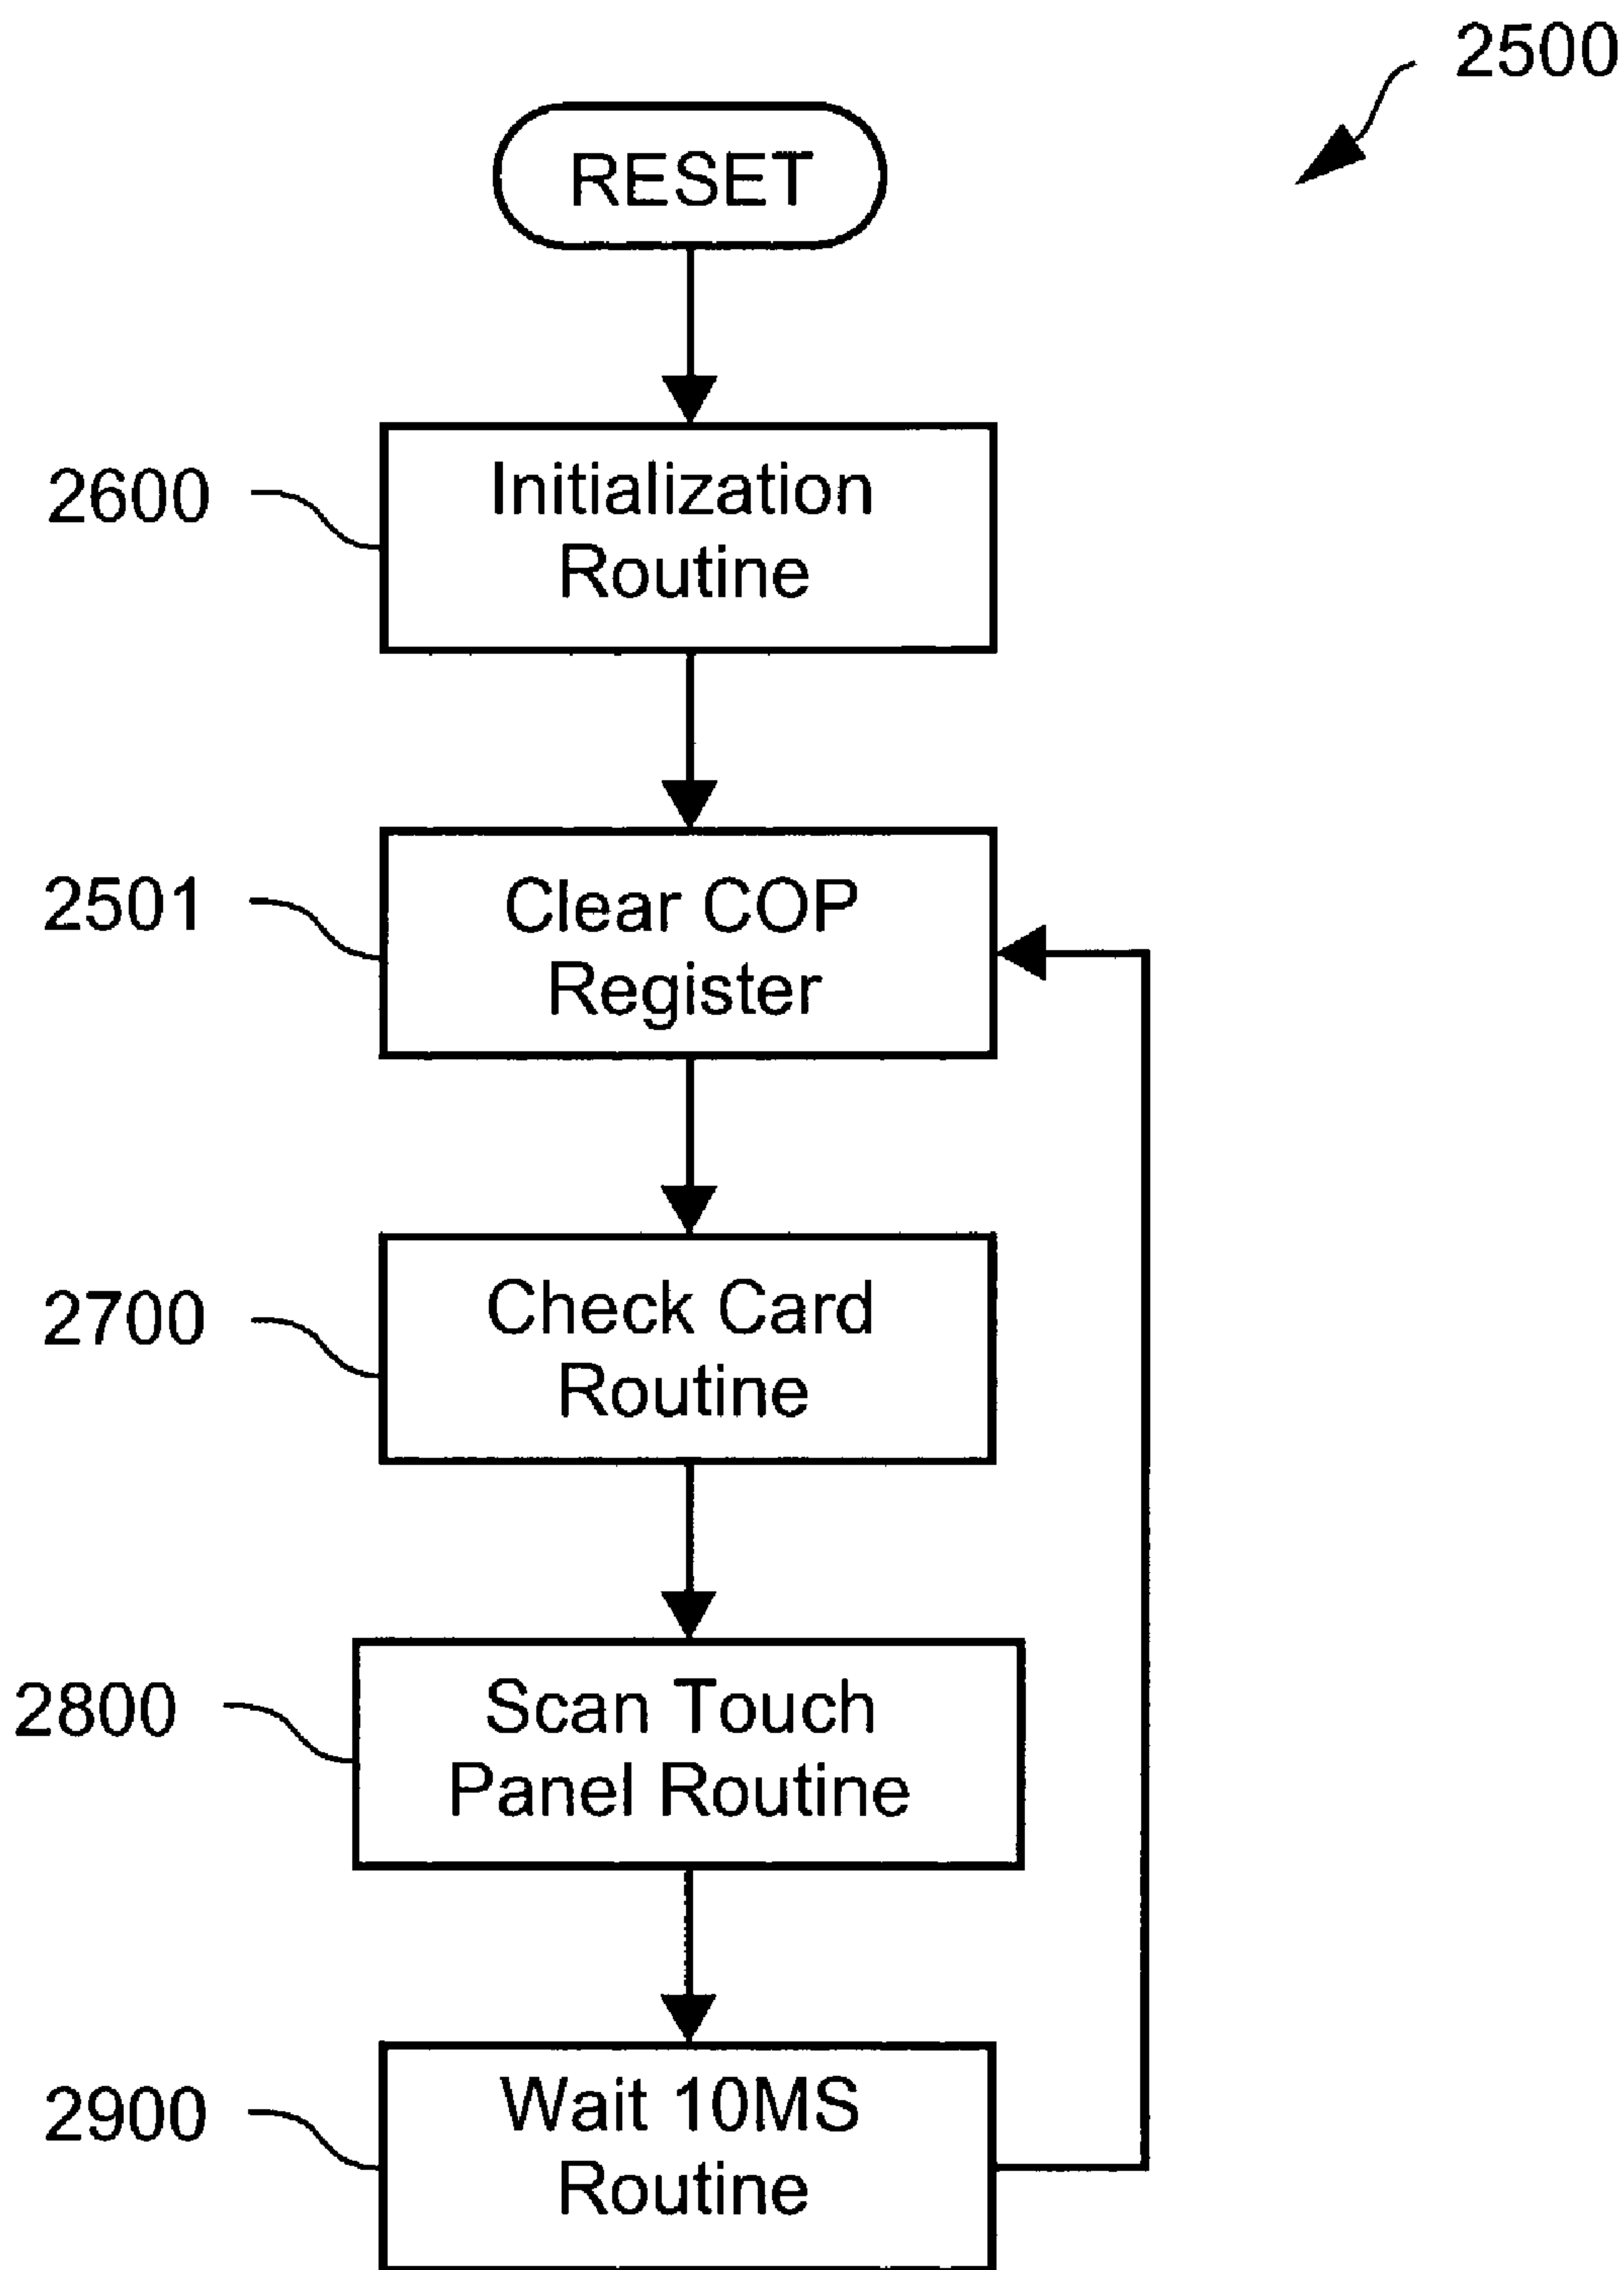 2500
RESET
2600
Initialization
Routine
2501
Clear COP
Register
2700
Check Card
Routine
2800
Scan Touch
Panel Routine
2900
Wait 10MS
Routine